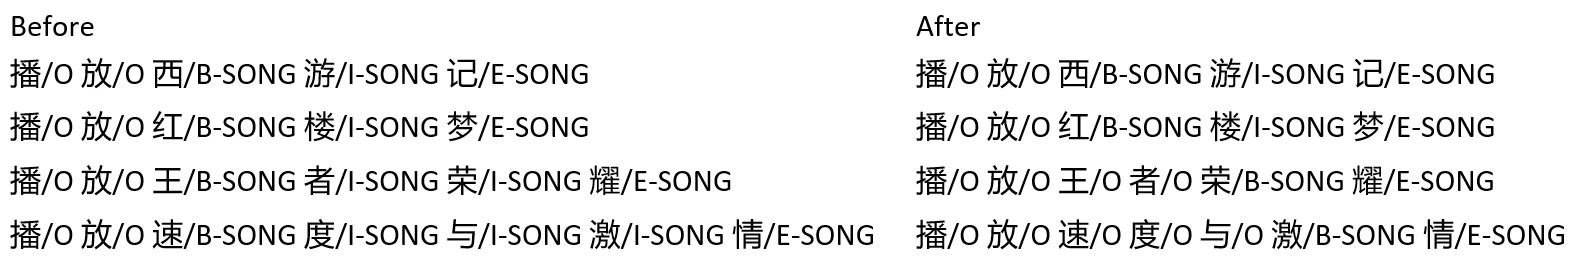 Before
播/O 放/O 西/B-SONG 游/I-SONG 记/E-SONG
播/O 放/O 红/B-SONG 楼/I-SONG 梦/E-SONG
播/O 放/O 王/B-SONG 者/I-SONG 荣/I-SONG 耀/E-SONG
播/O 放/O 速/B-SONG 度/I-SONG 与/I-SONG 激/I-SONG 情/E-SONG
After
播/O 放/O 西/B-SONG 游/I-SONG 记/E-SONG
播/O 放/O 红/B-SONG 楼/I-SONG 梦/E-SONG
播/O 放/O 王/O 者/O 荣/B-SONG 耀/E-SONG
播/O 放/O 速/O 度/O 与/O 激/B-SONG 情/E-SONG